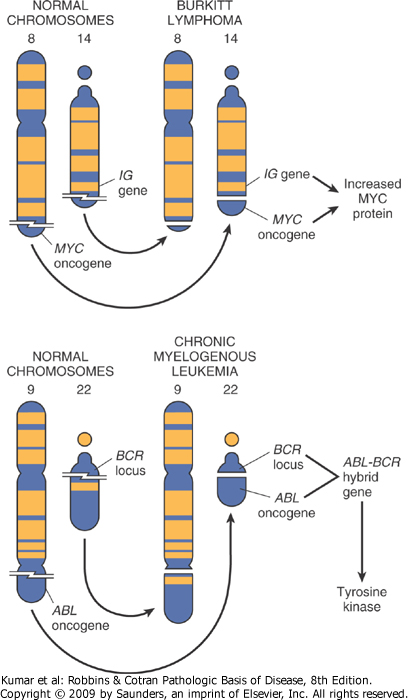 NORMAL
CHROMOSOMES
8
14
BURKITT
LYMPHOMA
8
14
IG
gene
MYC
oncogene
IG gene
MYC
oncogene
Increased
MYC
protein
NORMAL
CHROMOSOMES
9
22
CHRONIC
MYELOGENOUS
LEUKEMIA
9
22
BCR
locus
ABL
oncogene
BCR
locus
ABL
oncogene
ABL-BCR
hybrid
gene
Tyrosine
kinase
Kumar et al: Robbins & Cotran Pathologic Basis of Disease, 8th Edition.
Copyright © 2009 by Saunders, an imprint of Elsevier, Inc. All rights reserved.